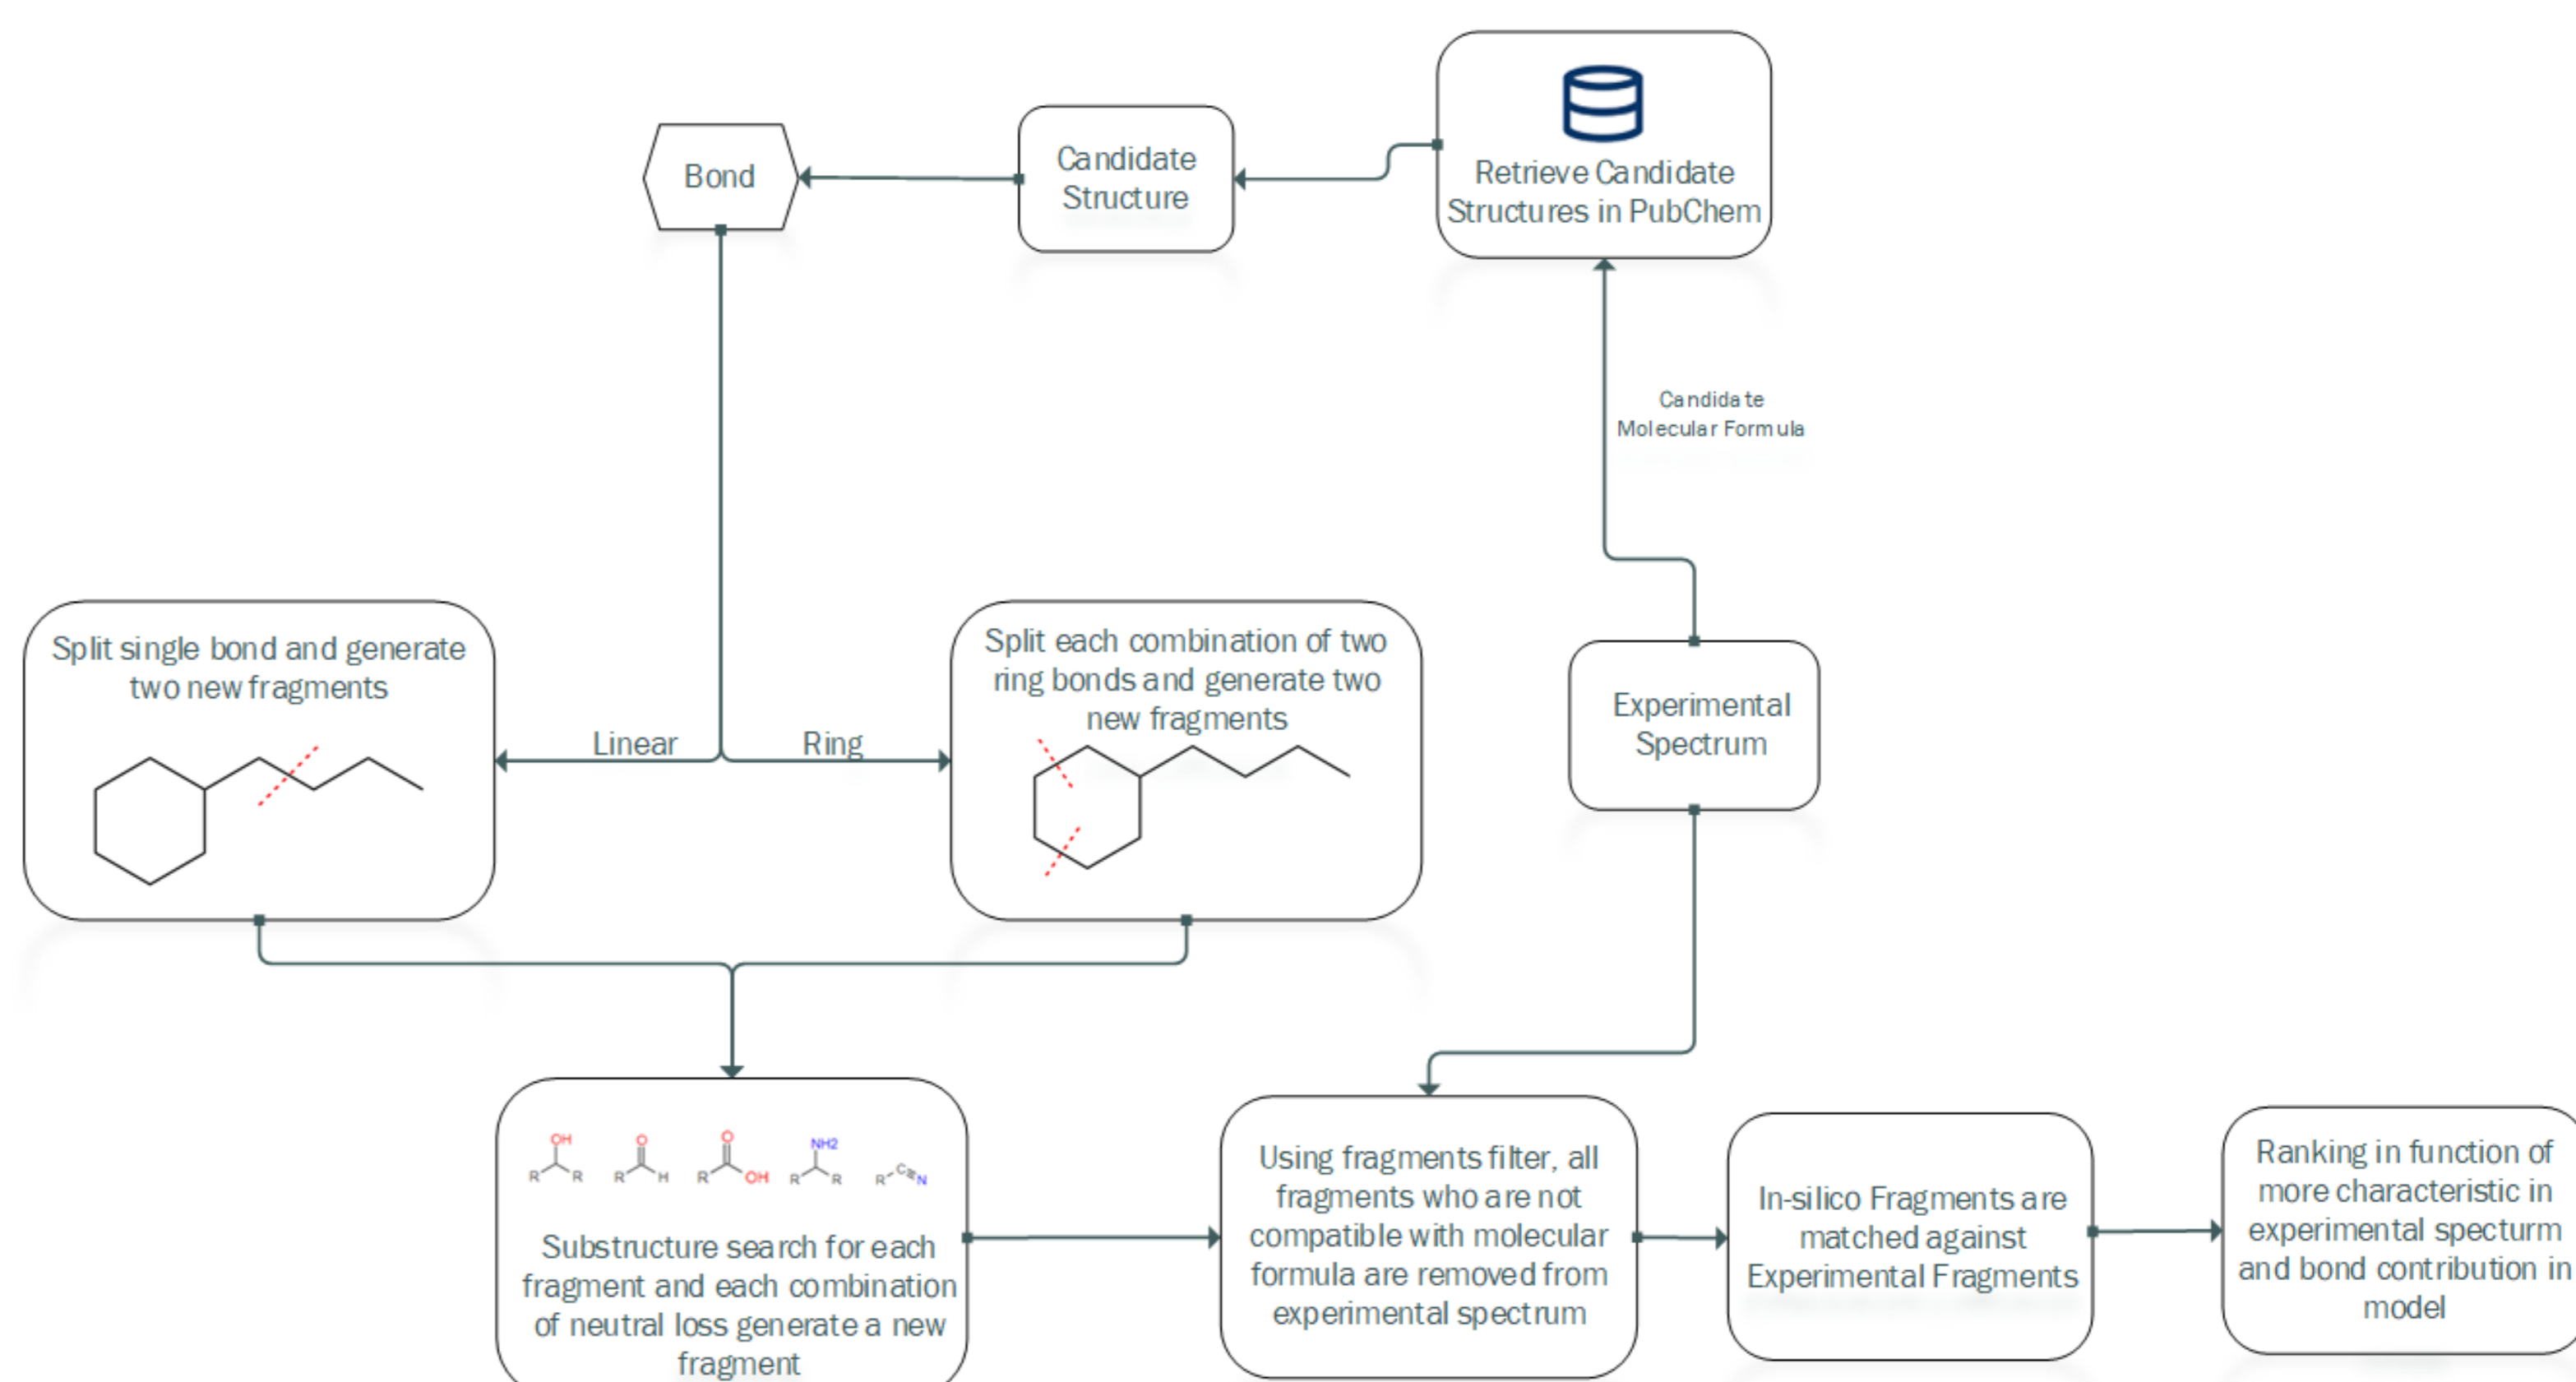 Bond
Candidate
Structure
Retrieve Candidate
Structures in PubChem
Candidate
Molecular Formula
Split single bond and generate
two new fragments
Linear
Ring
Split each combination of two
ring bonds and generate two
new fragments
Experimental
Spectrum
OH
R R
O
R H
O
R OH
NH2
R R
R C N
Substructure search for each
fragment and each combination
of neutral loss generate a new
fragment
Using fragments filter, all
fragments who are not
compatible with molecular
formula are removed from
experimental spectrum
In-silico Fragments are
matched against
Experimental Fragments
Ranking in function of
more characteristic in
experimental specturm
and bond contribution in
model